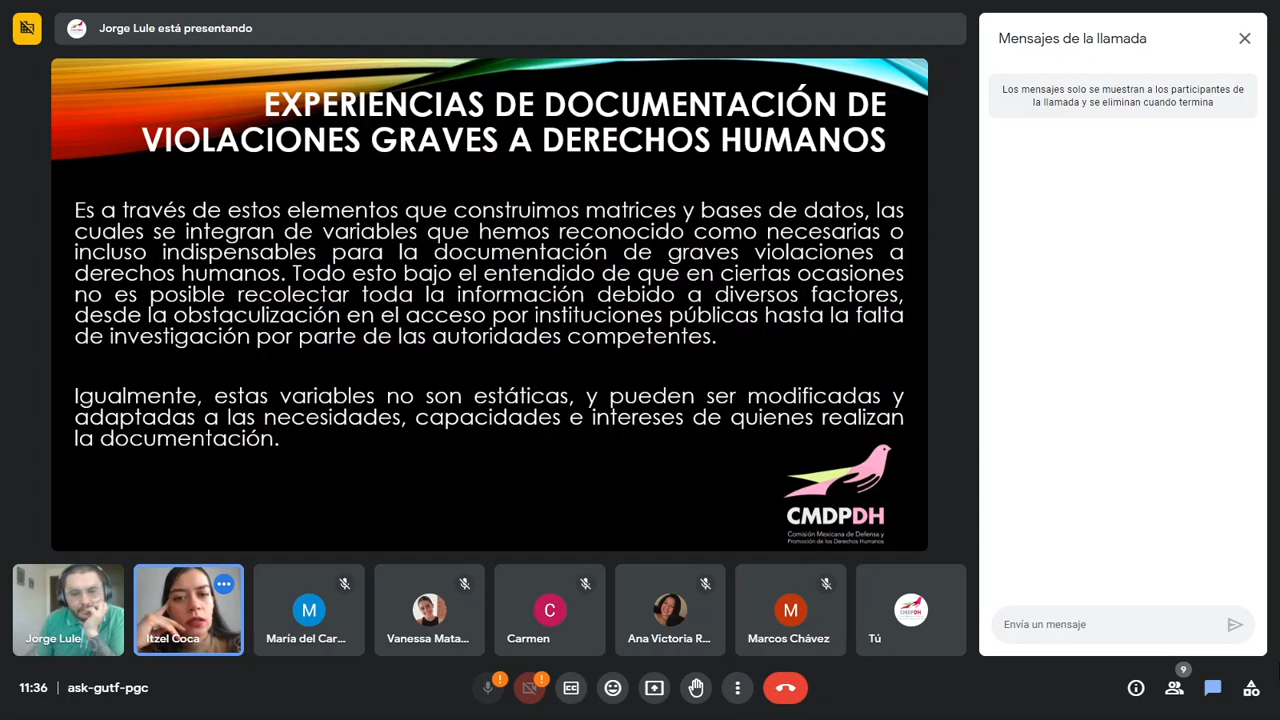 Jorge Lule está presentando
Mensajes de la llamada
Los mensajes solo se muestran a los participantes de
la llamada y se eliminan cuando termina
EXPERIENCIAS DE DOCUMENTACIÓN DE
VIOLACIONES GRAVES A DERECHOS HUMANOS
Es a través de estos elementos que construimos matrices y bases de datos, las
cuales se integran de variables que hemos reconocido como necesarias o
incluso indispensables para la documentación de graves violaciones a
derechos humanos. Todo esto bajo el entendido de que en ciertas ocasiones
no es posible recolectar toda la información debido a diversos factores,
desde la obstaculización en el acceso por instituciones públicas hasta la falta
de investigación por parte de las autoridades competentes.
Igualmente, estas variables no son estáticas, y pueden ser modificadas y
adaptadas a las necesidades, capacidades e intereses de quienes realizan
la documentación.
CMDPDH
Comisión Mexicana de Defensa y
Promoción de los Derechos Humanos
Jorge Lule
Itzel Coca
M
María del Car...
Vanessa Mata...
C
Carmen
Ana Victoria R...
M
Marcos Chávez
Tú
Envía un mensaje
11:36 | ask-gutf-pgc
CC
9